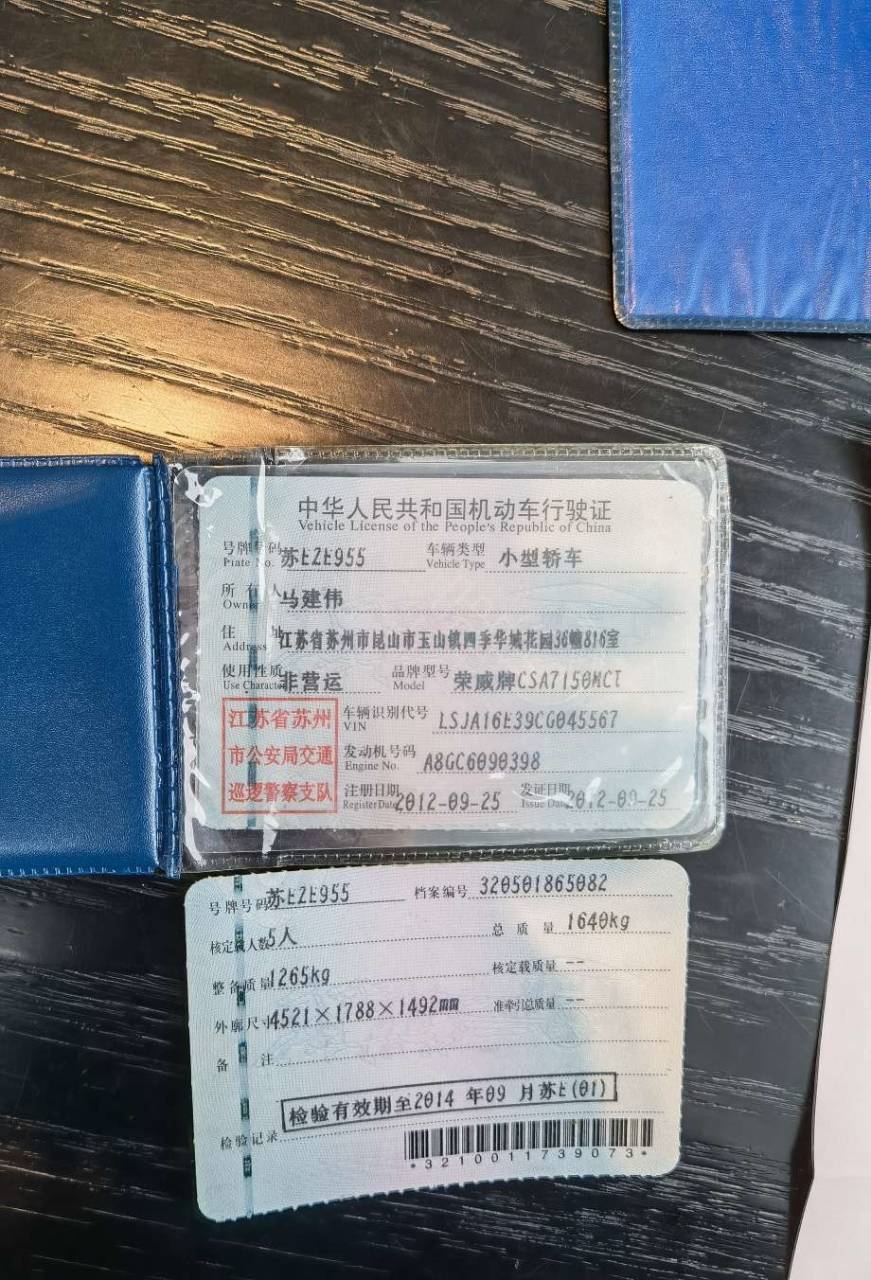 中华人民共和国机动车行驶证
Vehicle License of the People's Republic of China
号牌号码 苏E2E955 车辆类型 小型轿车
Plate No. Vehicle Type
所有人 马建伟
Owner
住址 江苏省苏州市昆山市玉山镇四季华城花园36幢816室
Address
使用性质 非营运 品牌型号 荣威牌CSA7150MCT
Use Character Model
江苏省苏州 车辆识别代号 LSJA16E39CG045567
VIN
市公安局交通 发动机号码 A8GC6090398
Engine No.
巡逻警察支队 注册日期 2012-09-25 发证日期 2012-09-25
Register Date Issue Date
号牌号码 苏E2E955 档案编号 320501865082
核定载人数 5人 总质量 1640kg
整备质量 1265kg 核定载质量 --
外廓尺寸 4521×1788×1492mm 准牵引总质量 --
备注
检验有效期至2014年09月苏E(01)
检验记录
*3210011739073*